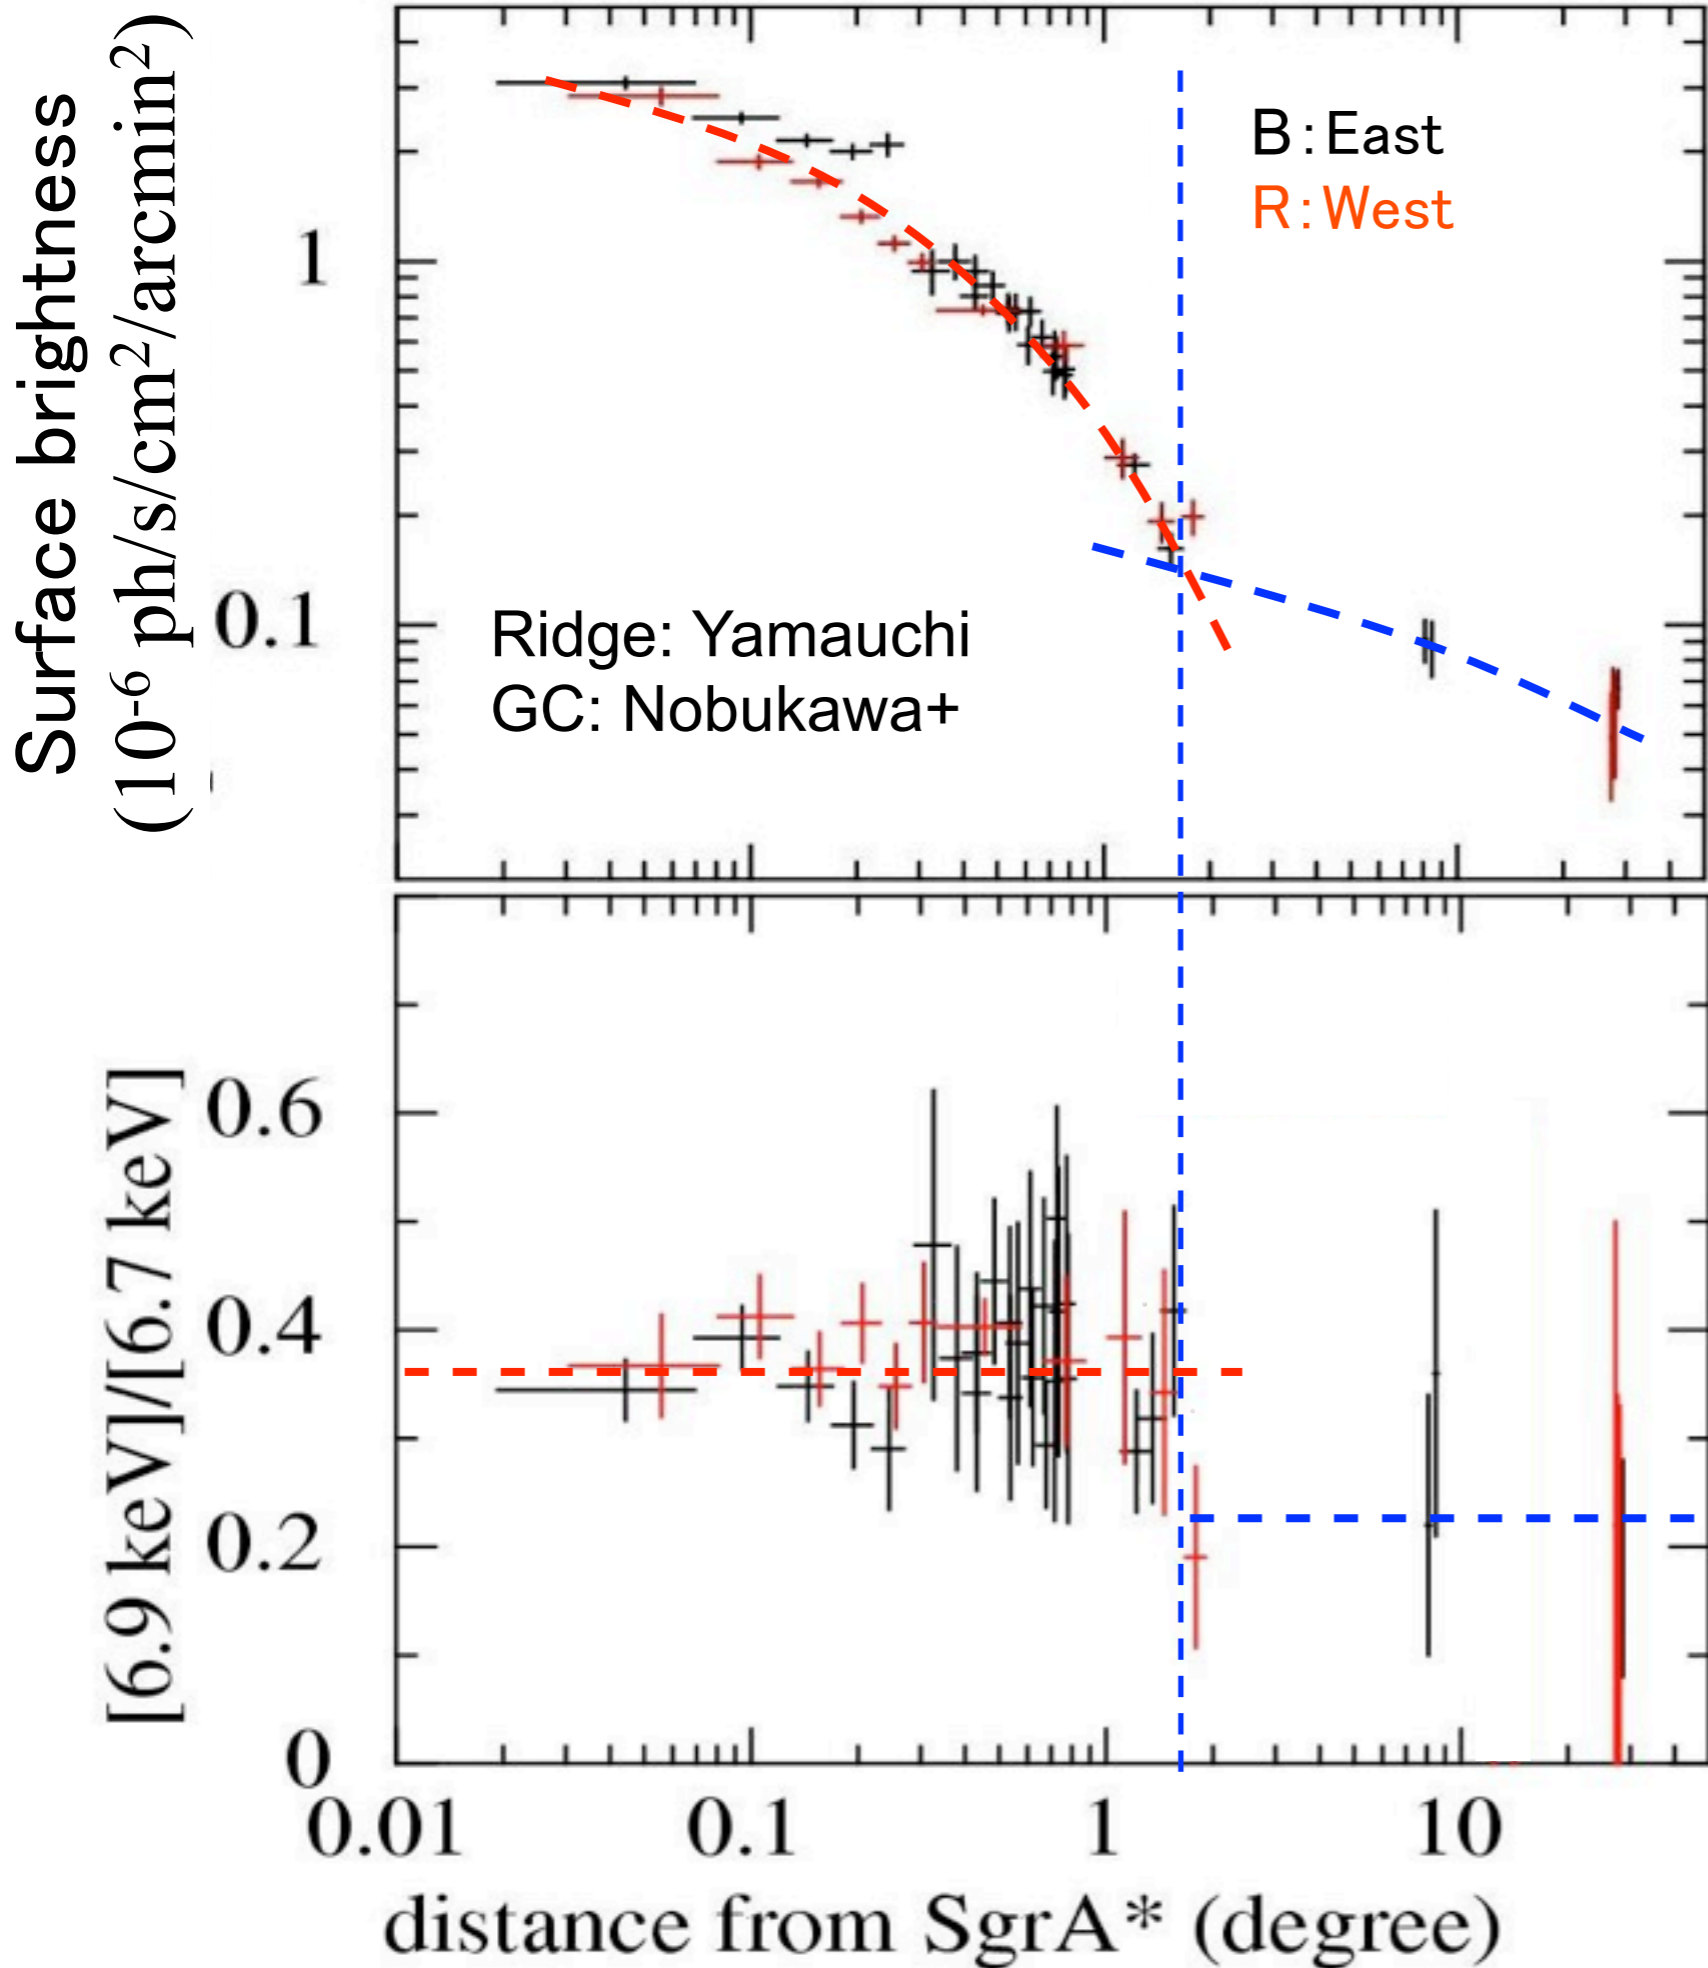 Surface brightness
(10⁻⁶ ph/s/cm²/arcmin²)
1
0.1
B:East
R:West
Ridge: Yamauchi
GC: Nobukawa+
[6.9 keV]/[6.7 keV]
0.6
0.4
0.2
0
0.01 0.1 1 10
distance from SgrA* (degree)